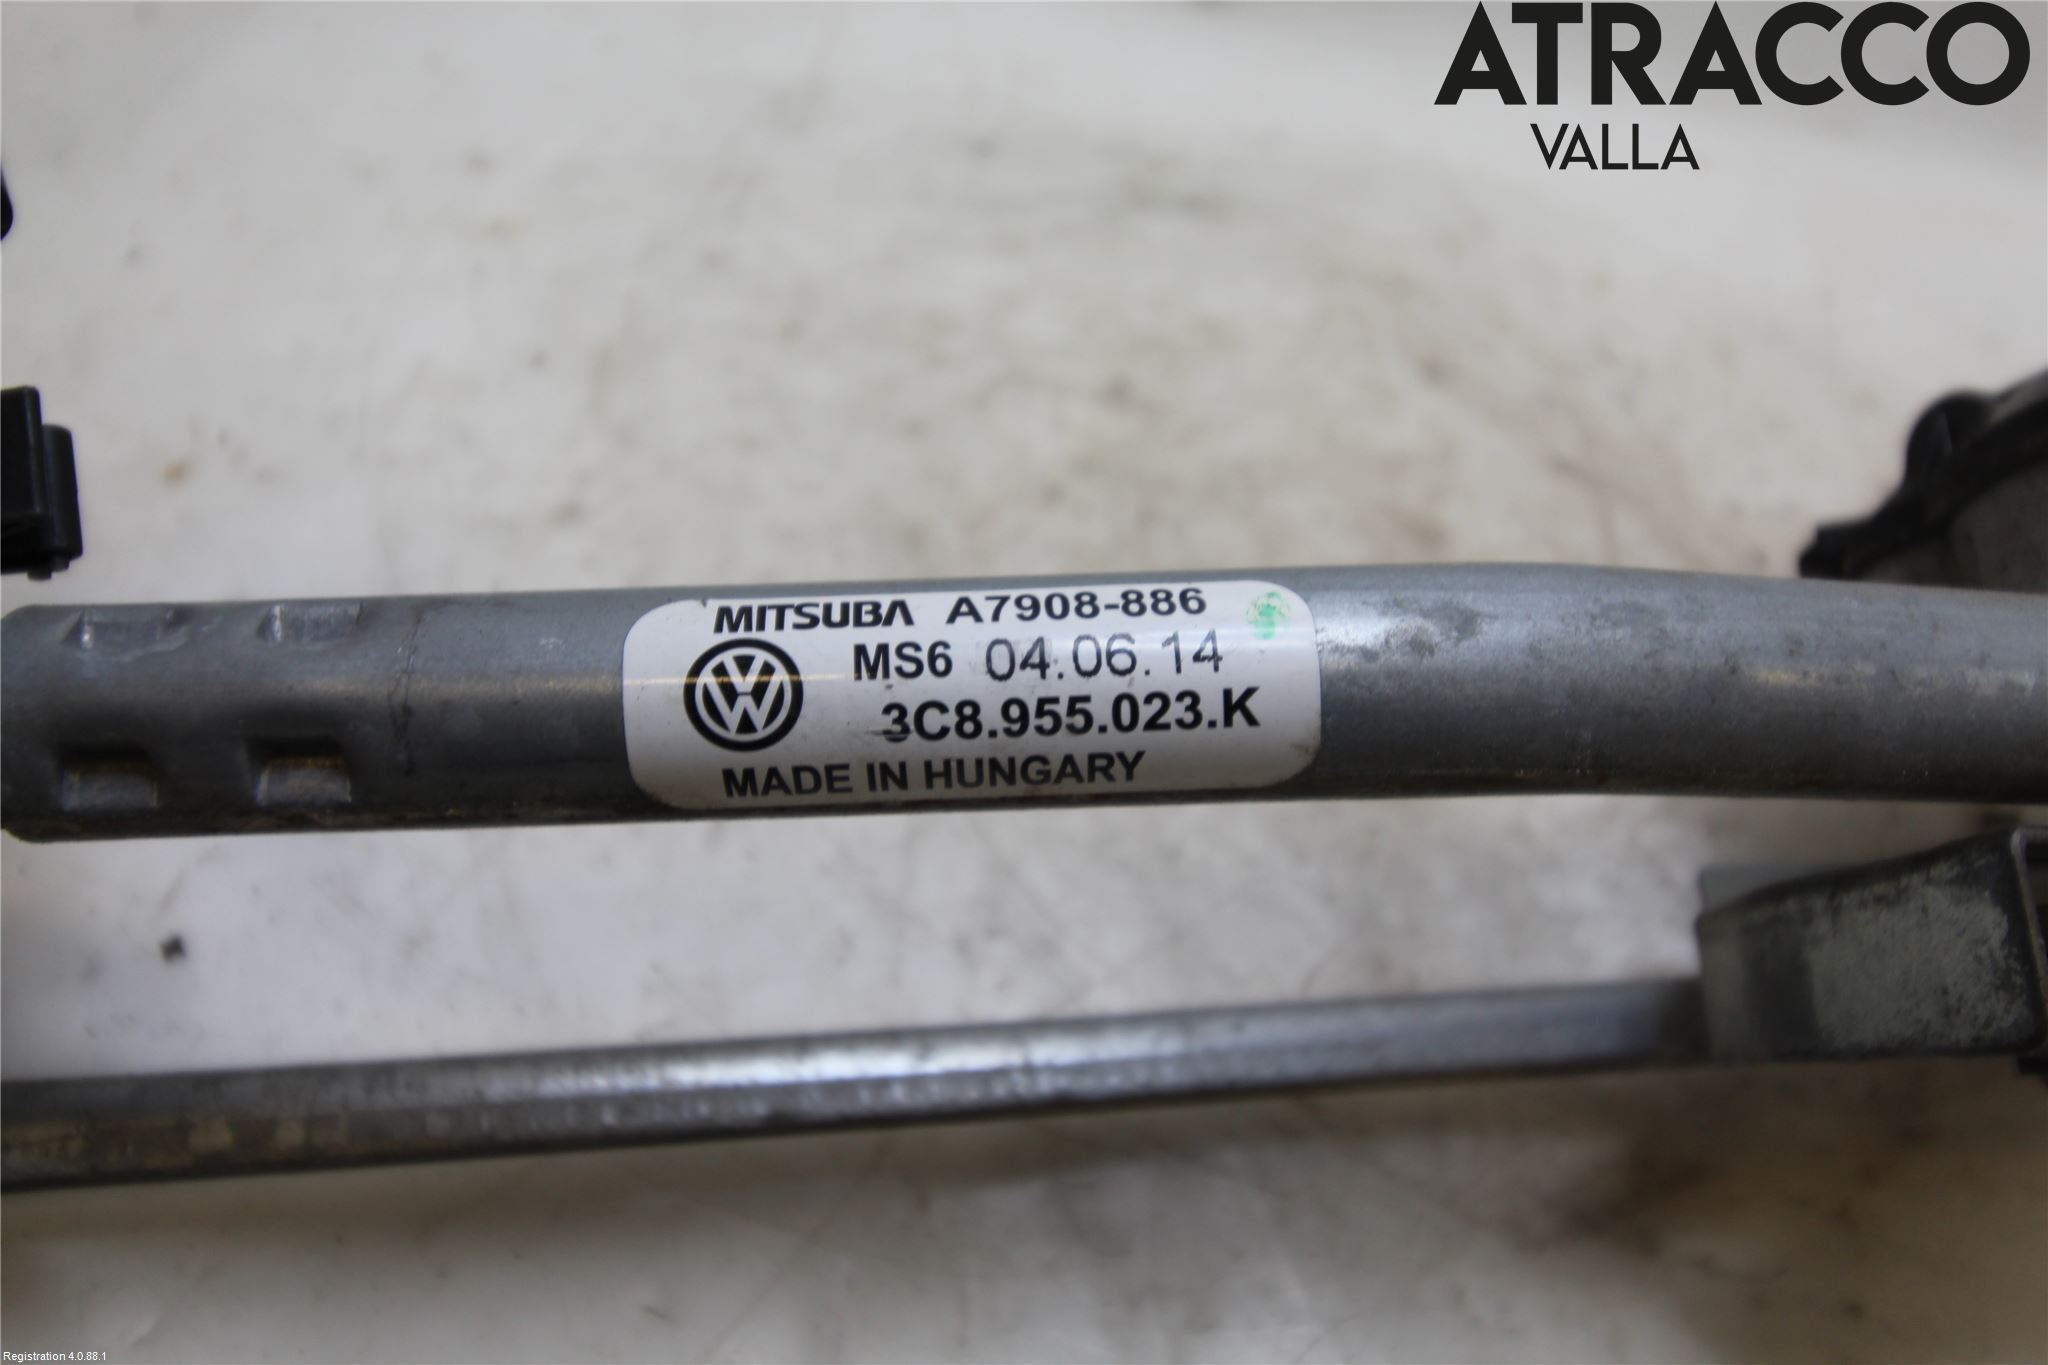 ATRACCO
VALLA
MITSUBA A7908-886
MS6 04.06.14
3C8.955.023.K
MADE IN HUNGARY
Registration 4.0.88.1